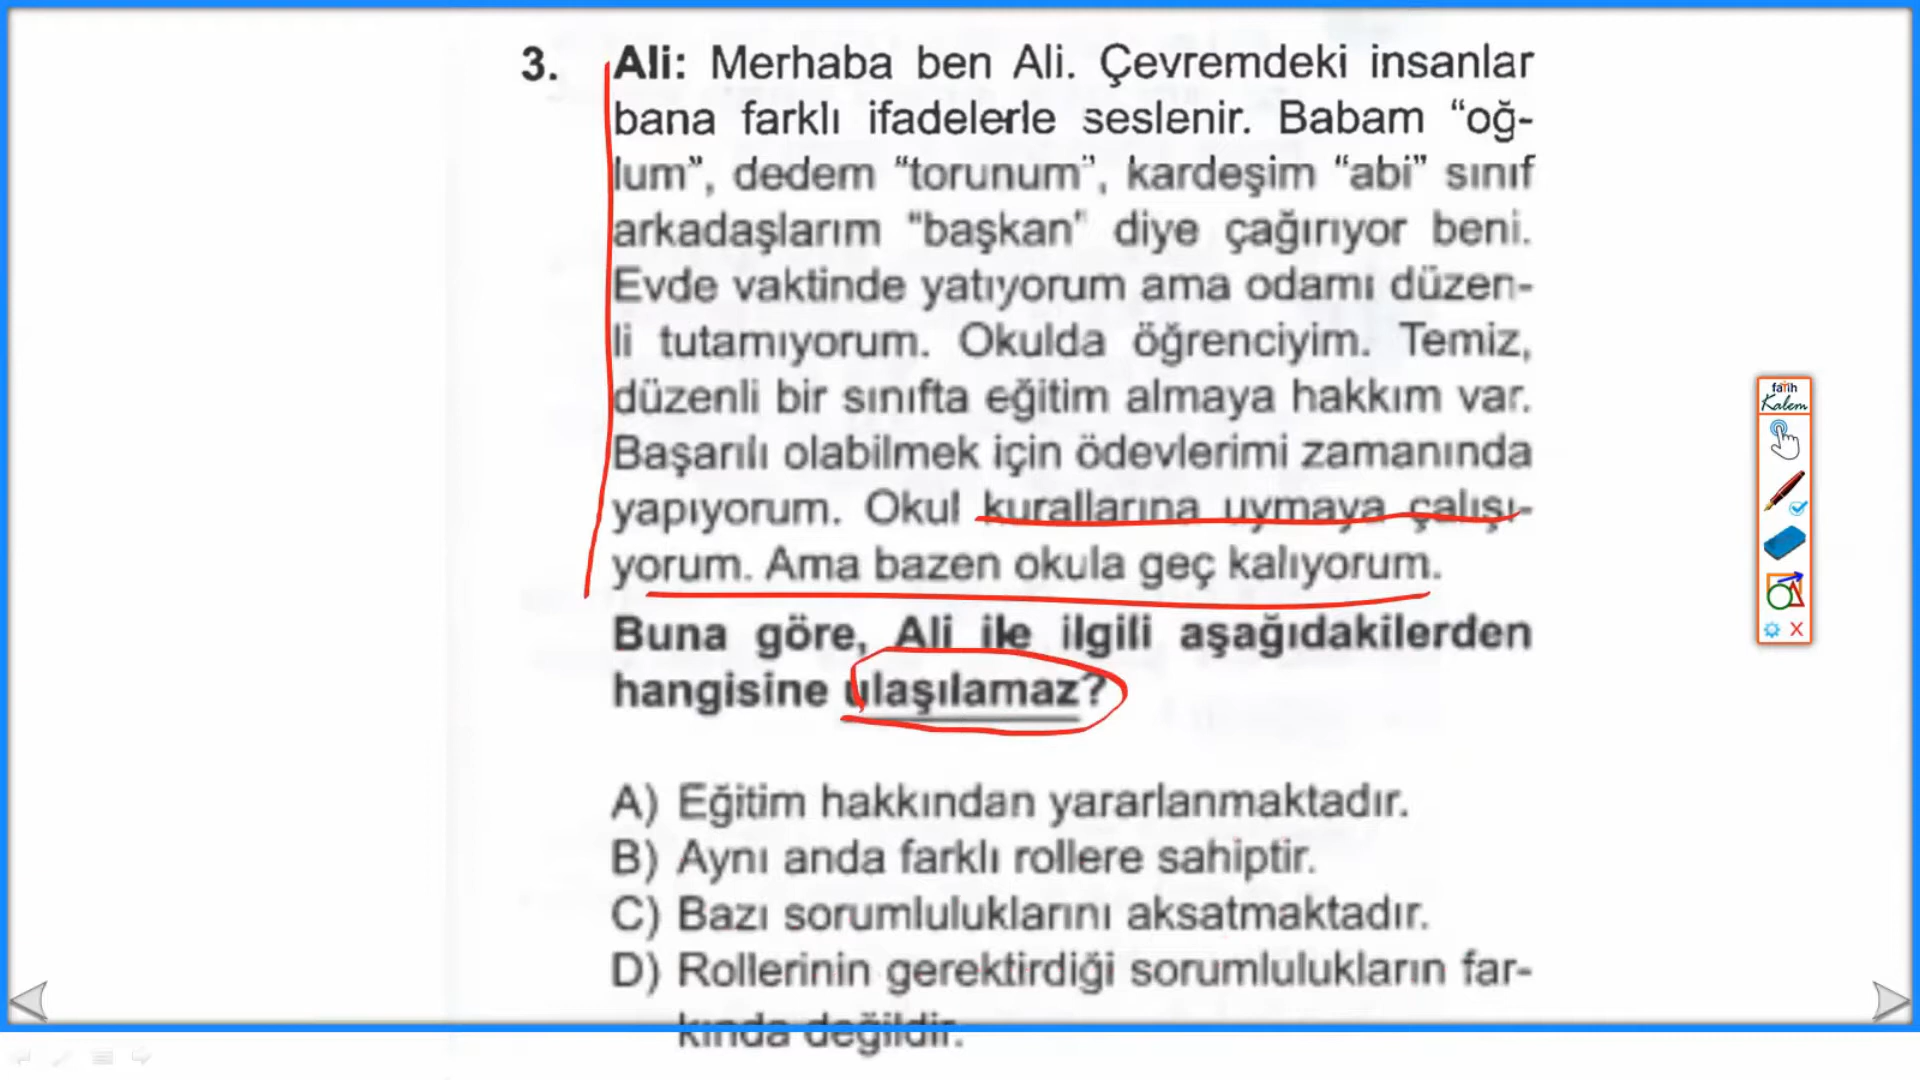 3. Ali: Merhaba ben Ali. Çevremdeki insanlar
bana farklı ifadelerle seslenir. Babam “oğ-
lum”, dedem “torunum”, kardeşim “abi” sınıf
arkadaşlarım “başkan” diye çağırıyor beni.
Evde vaktinde yatıyorum ama odamı düzen-
li tutamıyorum. Okulda öğrenciyim. Temiz,
düzenli bir sınıfta eğitim almaya hakkım var.
Başarılı olabilmek için ödevlerimi zamanında
yapıyorum. Okul kurallarına uymaya çalışı-
yorum. Ama bazen okula geç kalıyorum.
Buna göre, Ali ile ilgili aşağıdakilerden
hangisine ulaşılamaz?
A) Eğitim hakkından yararlanmaktadır.
B) Aynı anda farklı rollere sahiptir.
C) Bazı sorumluluklarını aksatmaktadır.
D) Rollerinin gerektirdiği sorumlulukların far-
kında değildir.
fatih
Kalem